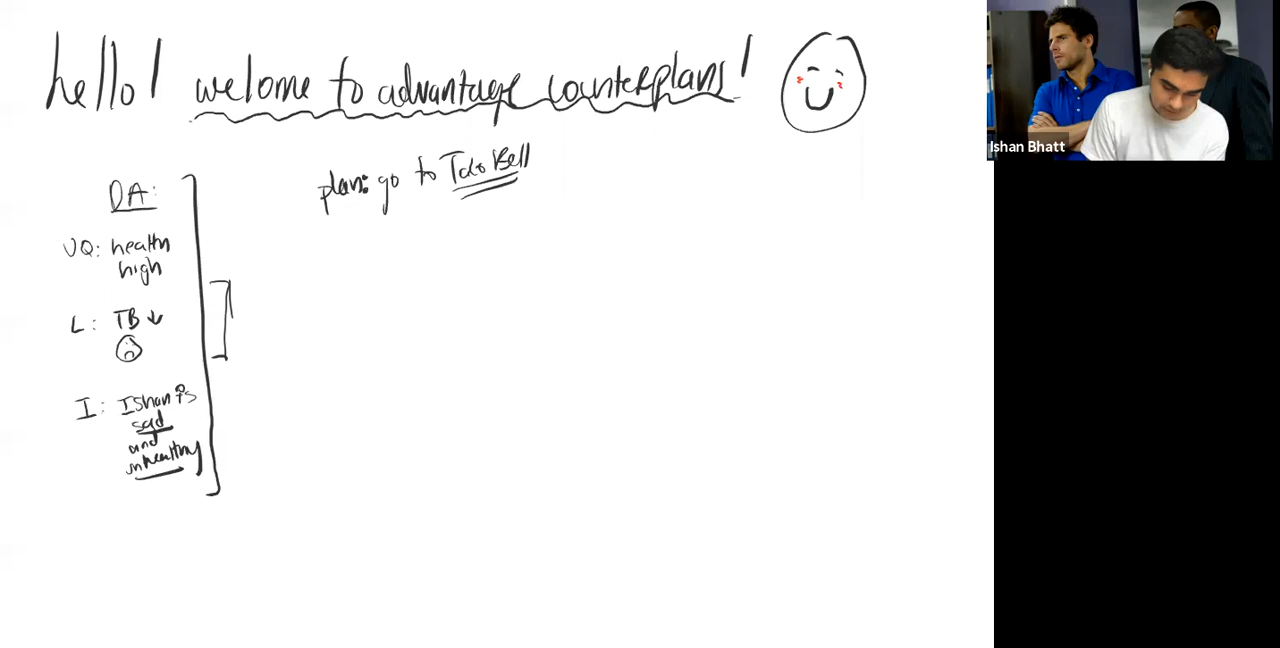 hello! welome to advantage counterplans!
plan: go to Taco Bell
DA:
UQ: health
high
L: TB ↓
I: Ishan is
sad
and
unhealthy
Ishan Bhatt